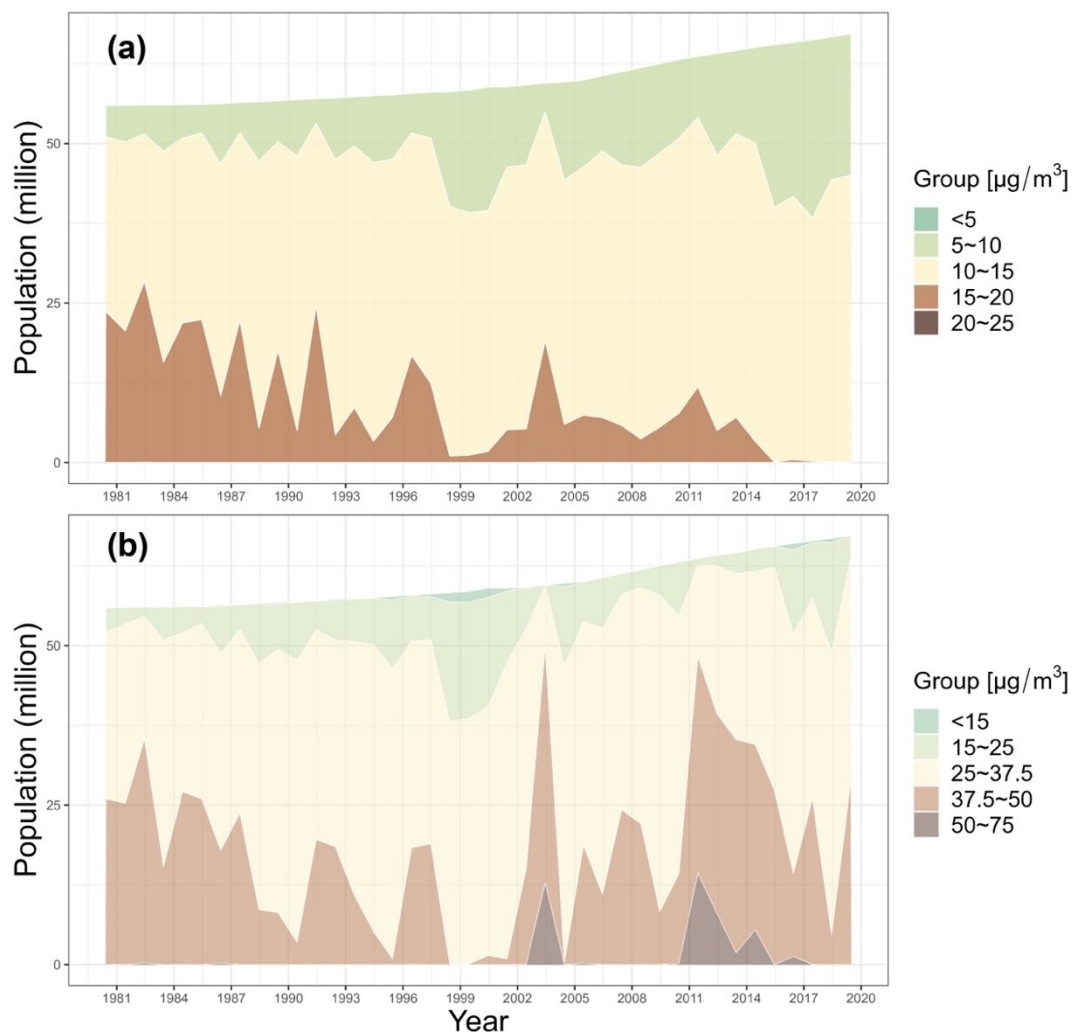 (a)
Population (million)
50
25
0
1981 1984 1987 1990 1993 1996 1999 2002 2005 2008 2011 2014 2017 2020
Group [μg/m³]
<5
5~10
10~15
15~20
20~25
(b)
Population (million)
50
25
0
1981 1984 1987 1990 1993 1996 1999 2002 2005 2008 2011 2014 2017 2020
Year
Group [μg/m³]
<15
15~25
25~37.5
37.5~50
50~75